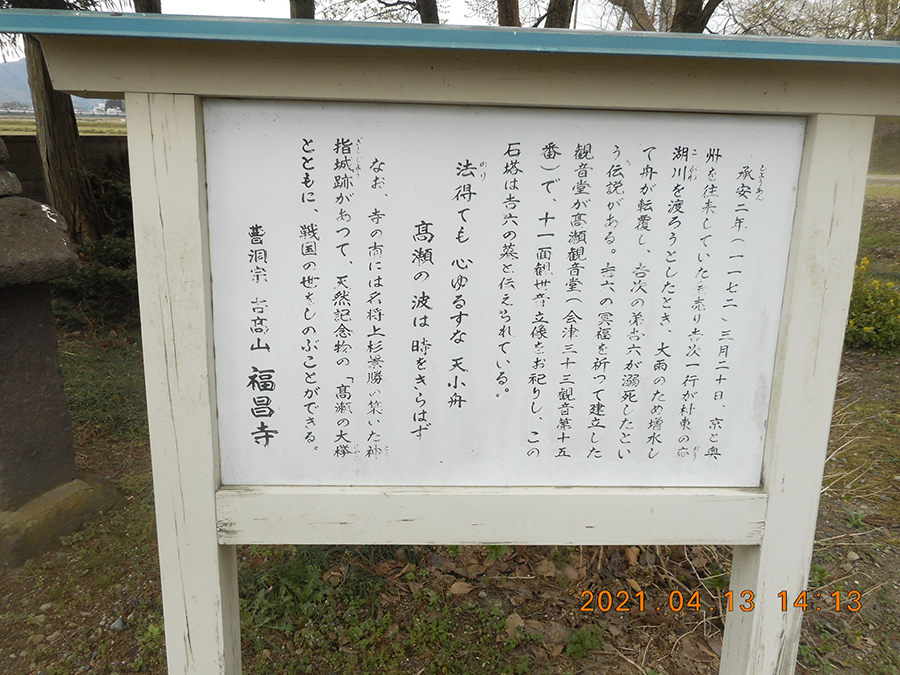 承安二年(一一七二)三月二十日、京と奥
州を往来していた金売り吉次一行が村東の応
湖川を渡ろうとしたとき、大雨のため増水し
て舟が転覆し、吉次の弟吉六が溺死したとい
う伝説がある。吉六の冥福を祈って建立した
観音堂が高瀬観音堂(会津三十三観音第十五
番)で、十一面観世音立像をお祀りし、この
石塔は吉六の墓と伝えられている。
法得ても 心ゆるすな 天小舟
高瀬の 波は時をきらはず
なお、寺の南には名将上杉景勝の築いた神
指城跡があって、天然記念物の「高瀬の大欅」
とともに、戦国の世をしのぶことができる。
曹洞宗 吉高山 福昌寺
2021.04.13 14:13